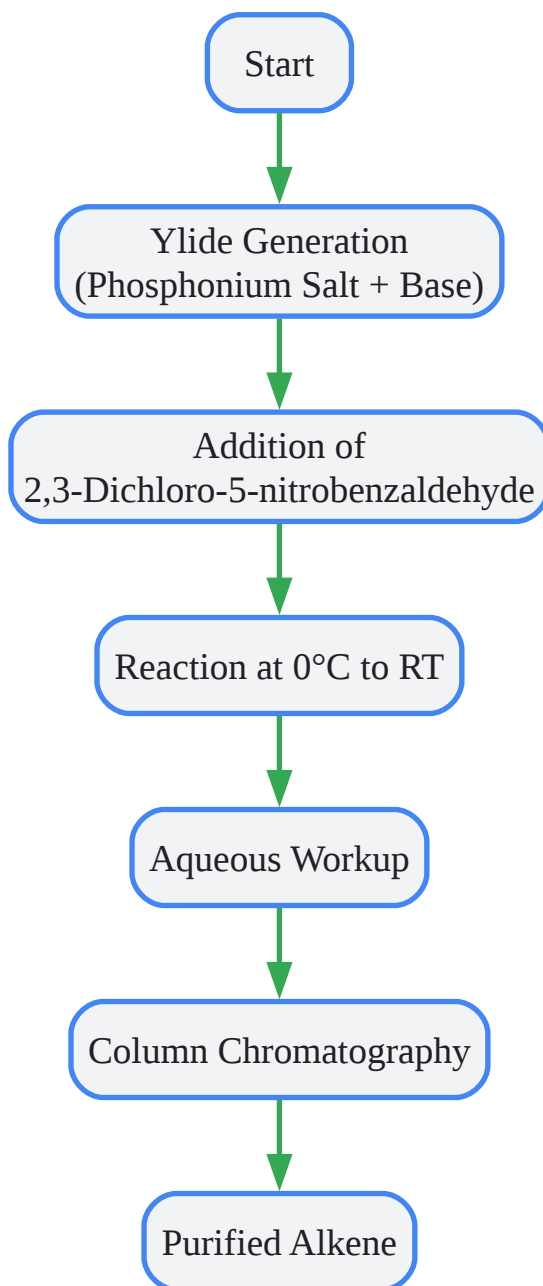 Start
Ylide Generation
(Phosphonium Salt + Base)
Addition of
2,3-Dichloro-5-nitrobenzaldehyde
Reaction at 0°C to RT
Aqueous Workup
Column Chromatography
Purified Alkene